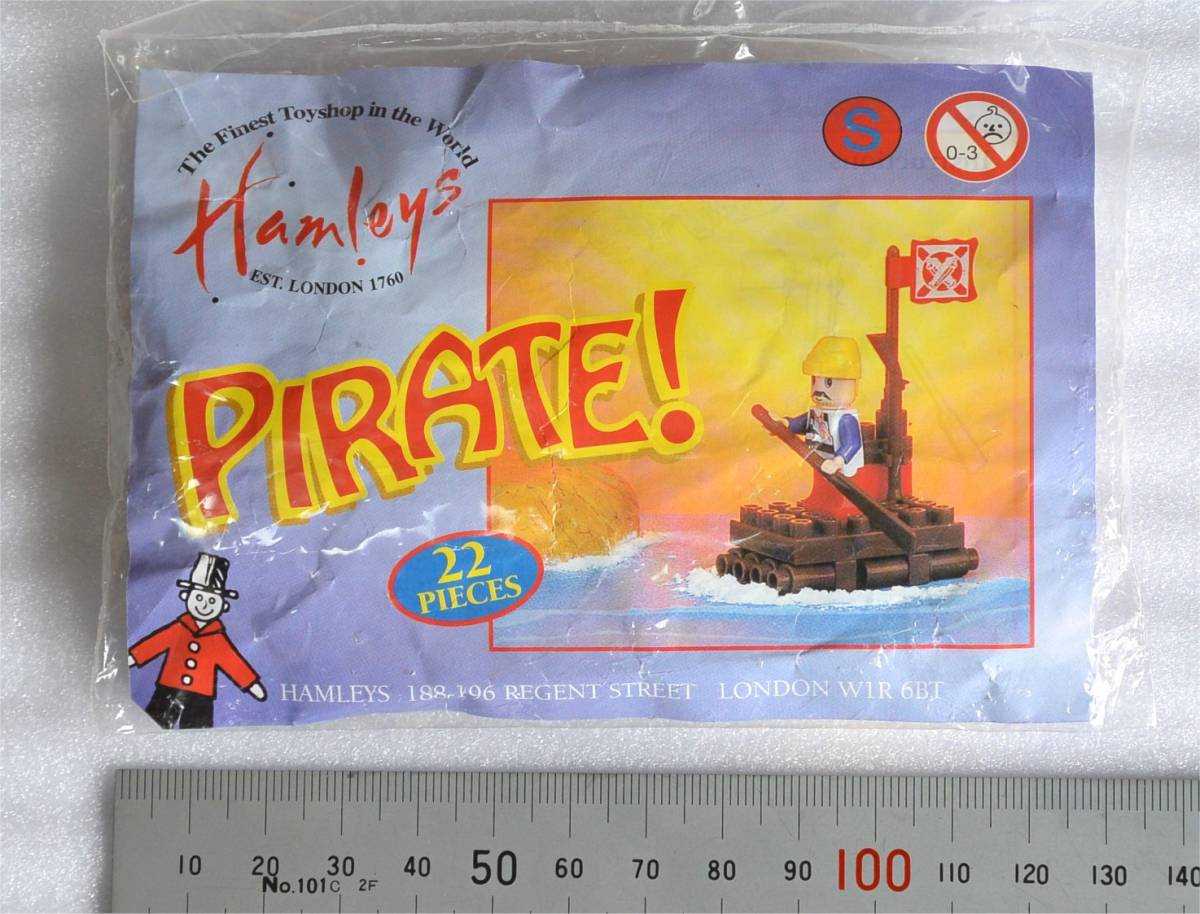 The Finest Toyshop in the World
Hamleys
EST. LONDON 1760
S
0-3
PIRATE!
22
PIECES
HAMLEYS 188-196 REGENT STREET LONDON W1R 6BT
10 20 30 40 50 60 70 80 90 100 110 120 130 140
No.101C 2F